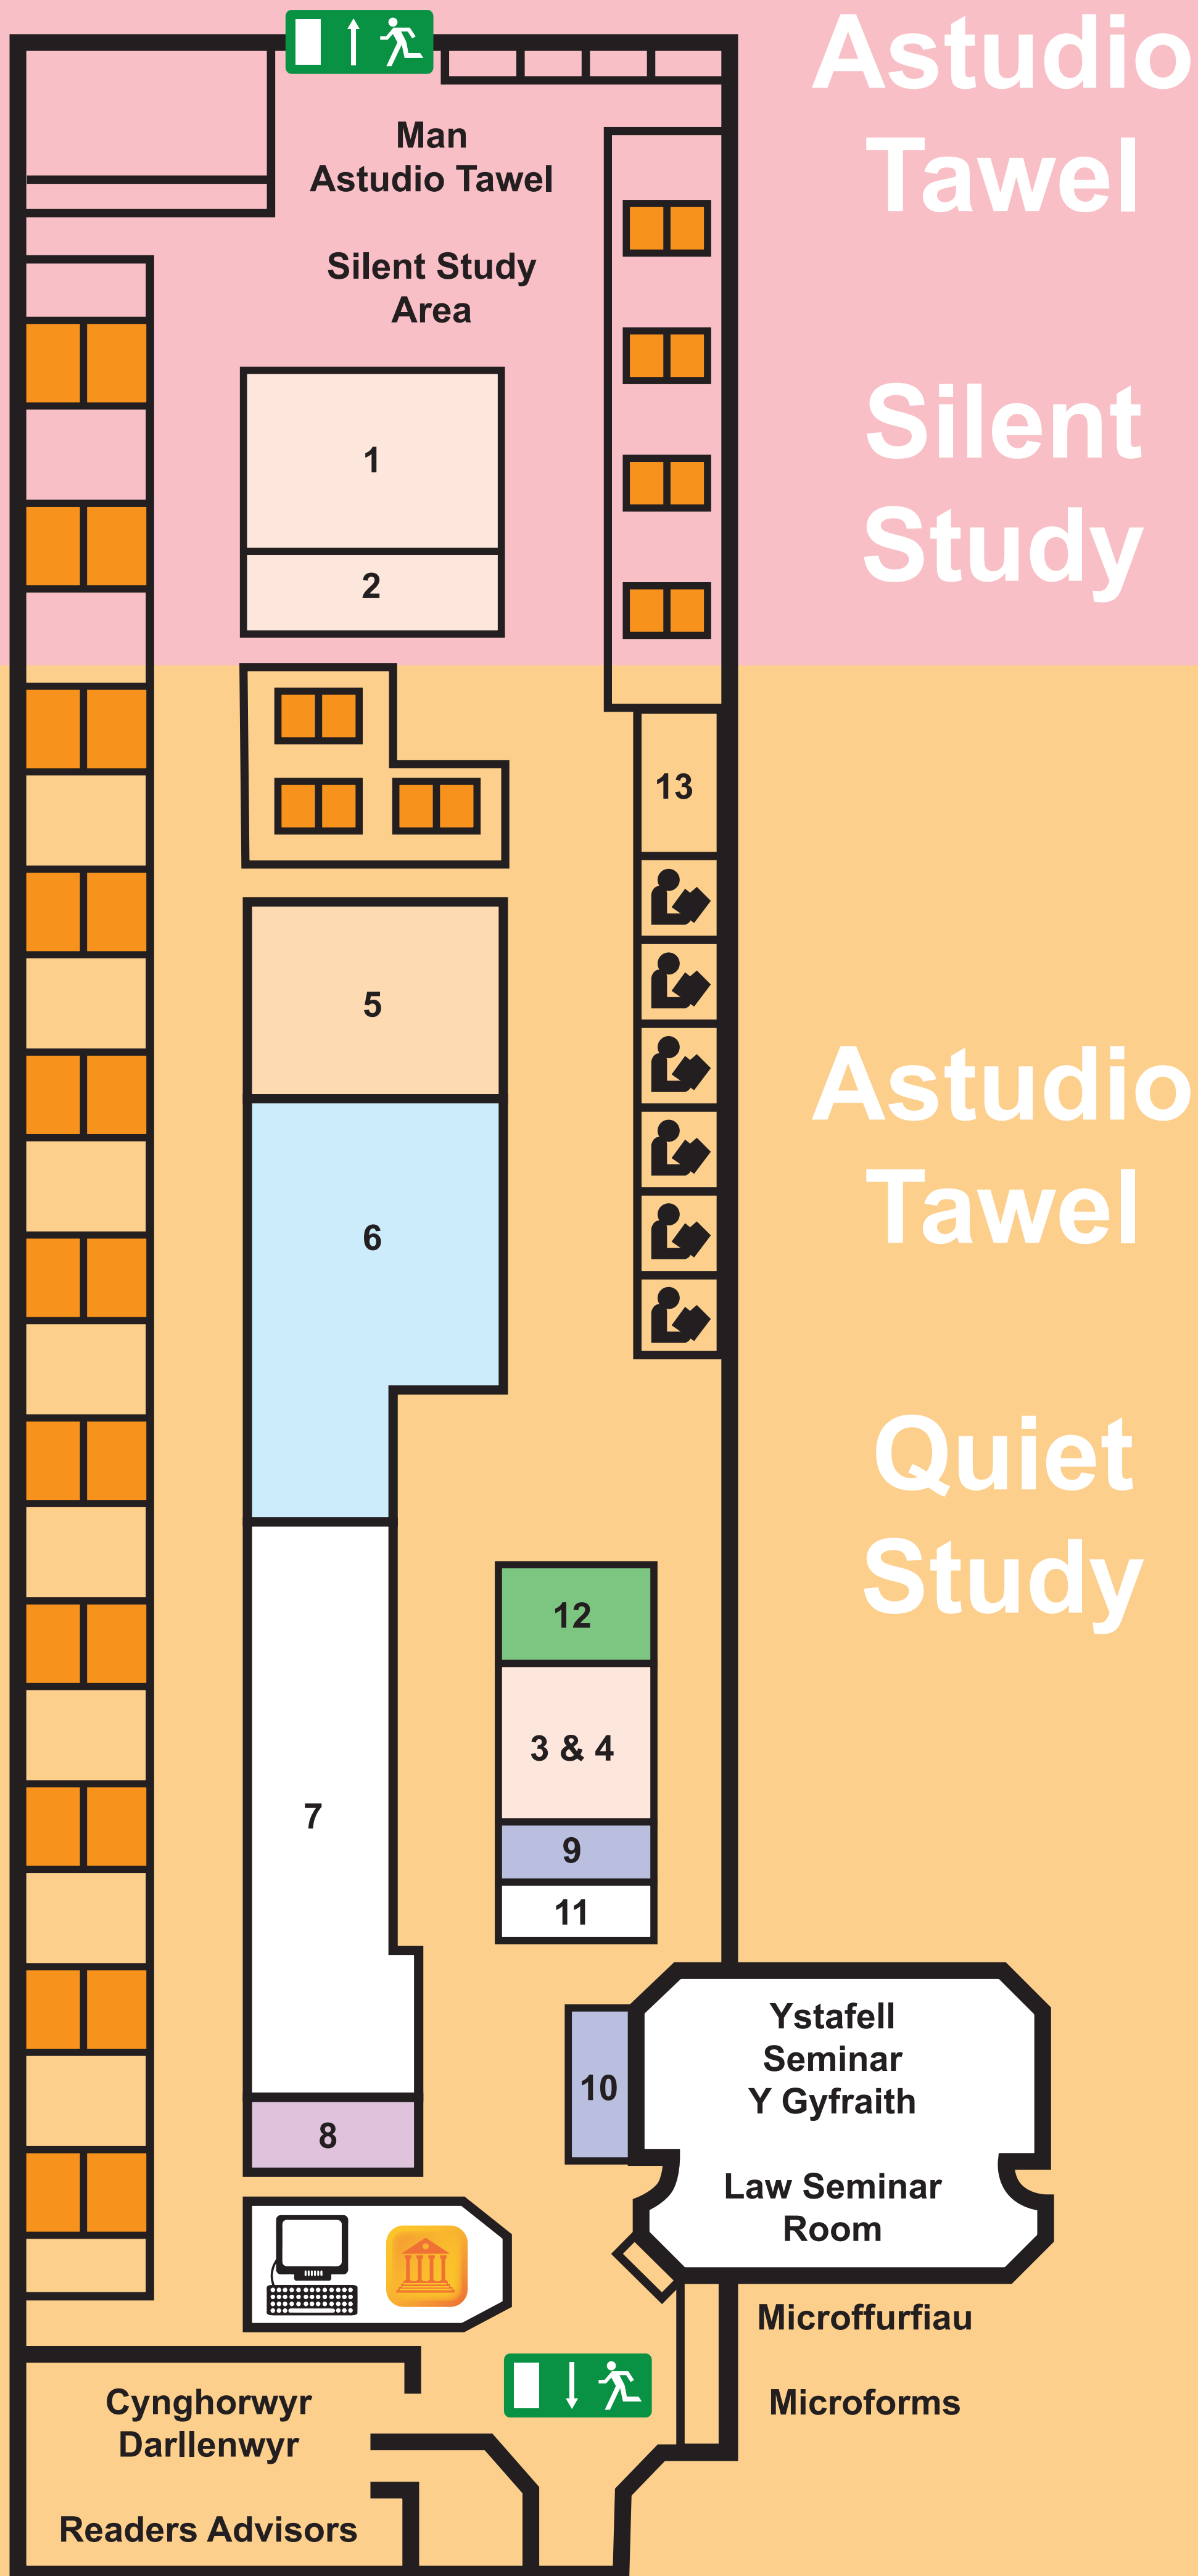 Astudio
Tawel
Silent
Study
Man
Astudio Tawel
Silent Study
Area
1
2
13
5
6
Astudio
Tawel
Quiet
Study
12
3 & 4
7
9
11
10
8
Ystafell
Seminar
Y Gyfraith
Law Seminar
Room
Microffurfiau
Microforms
Cynghorwyr
Darllenwyr
Readers Advisors